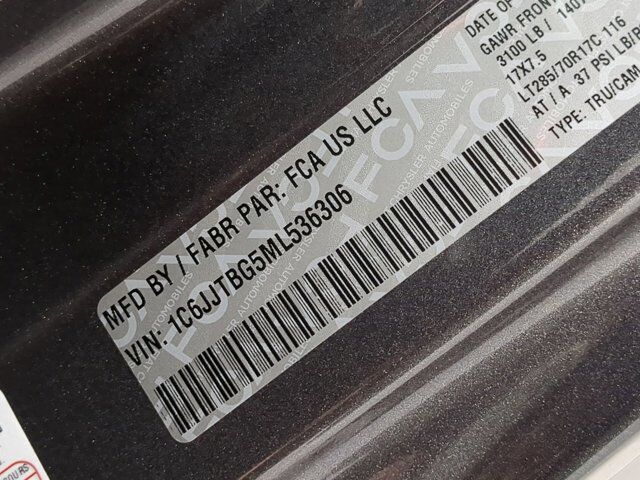 MFD BY / FABR PAR: FCA US LLC
VIN: 1C6JJTBG5ML536306
DATE OF
GAWR FRONT
3100 LB /
17X7.5
LT285/70R17C 116
AT / A 37 PSI LB/P
TYPE: TRU/CAM